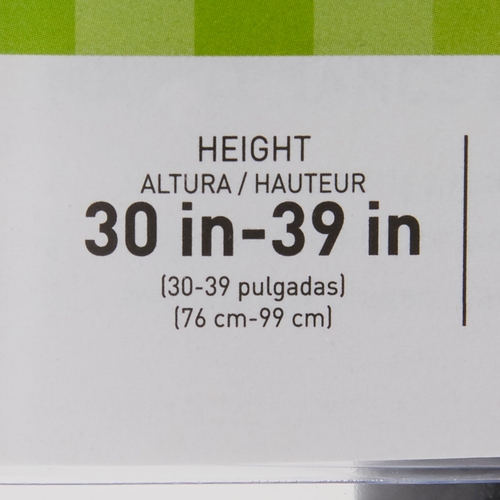 HEIGHT
ALTURA / HAUTEUR
30 in-39 in
(30-39 pulgadas)
(76 cm-99 cm)